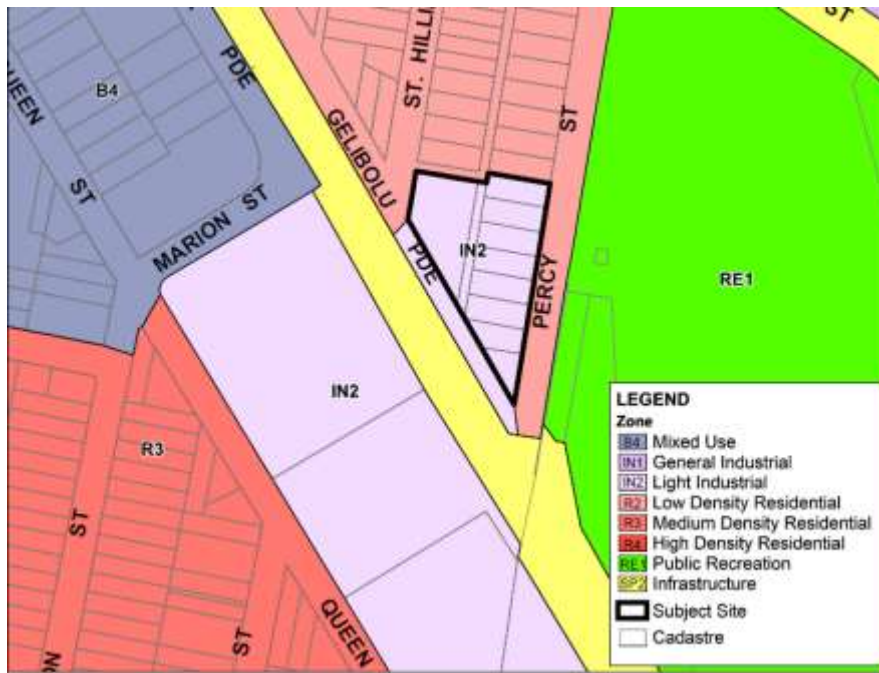 ST
PDE
ST. HILLI
QUEEN
B4
GELIBOLU
ST
ST
MARION ST
IN2
PDE
PERCY
RE1
IN2
R3
ST
QUEEN
ST
ON
LEGEND
Zone
B4 Mixed Use
IN1 General Industrial
IN2 Light Industrial
R2 Low Density Residential
R3 Medium Density Residential
R4 High Density Residential
RE1 Public Recreation
SP2 Infrastructure
Subject Site
Cadastre